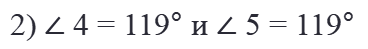 2) ∠ 4 = 119° и ∠ 5 = 119°